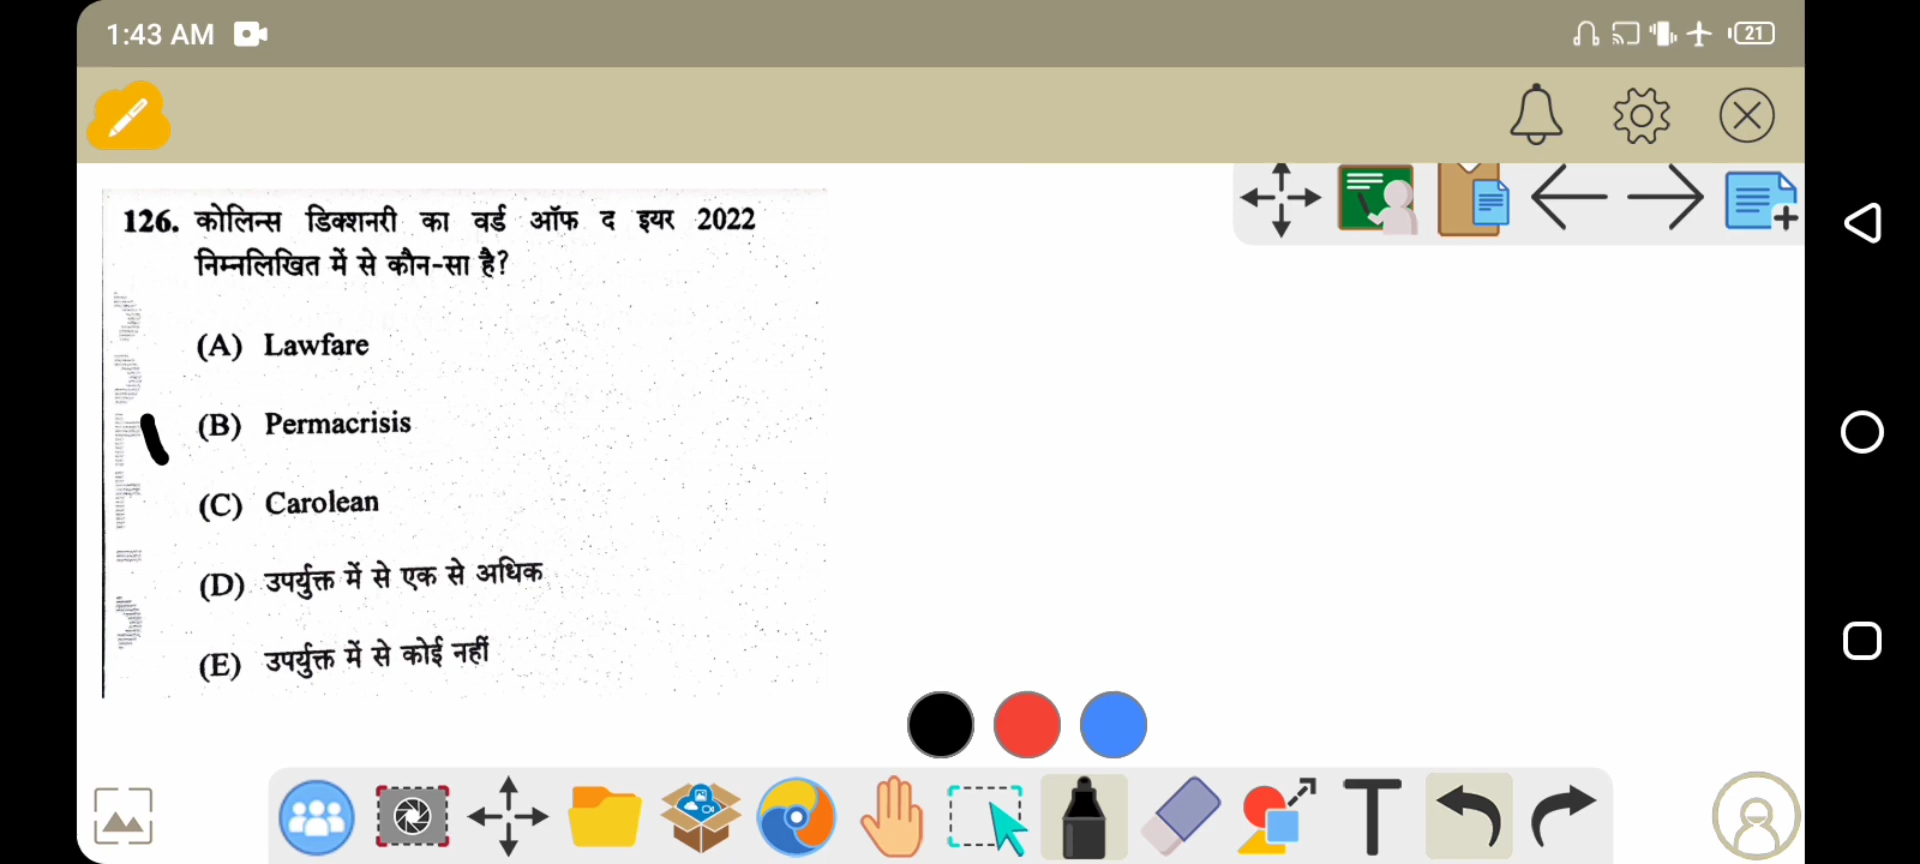 1:43 AM
21
126. कोलिन्स डिक्शनरी का वर्ड ऑफ द इयर 2022
निम्नलिखित में से कौन-सा है?
(A) Lawfare
(B) Permacrisis
(C) Carolean
(D) उपर्युक्त में से एक से अधिक
(E) उपर्युक्त में से कोई नहीं
T